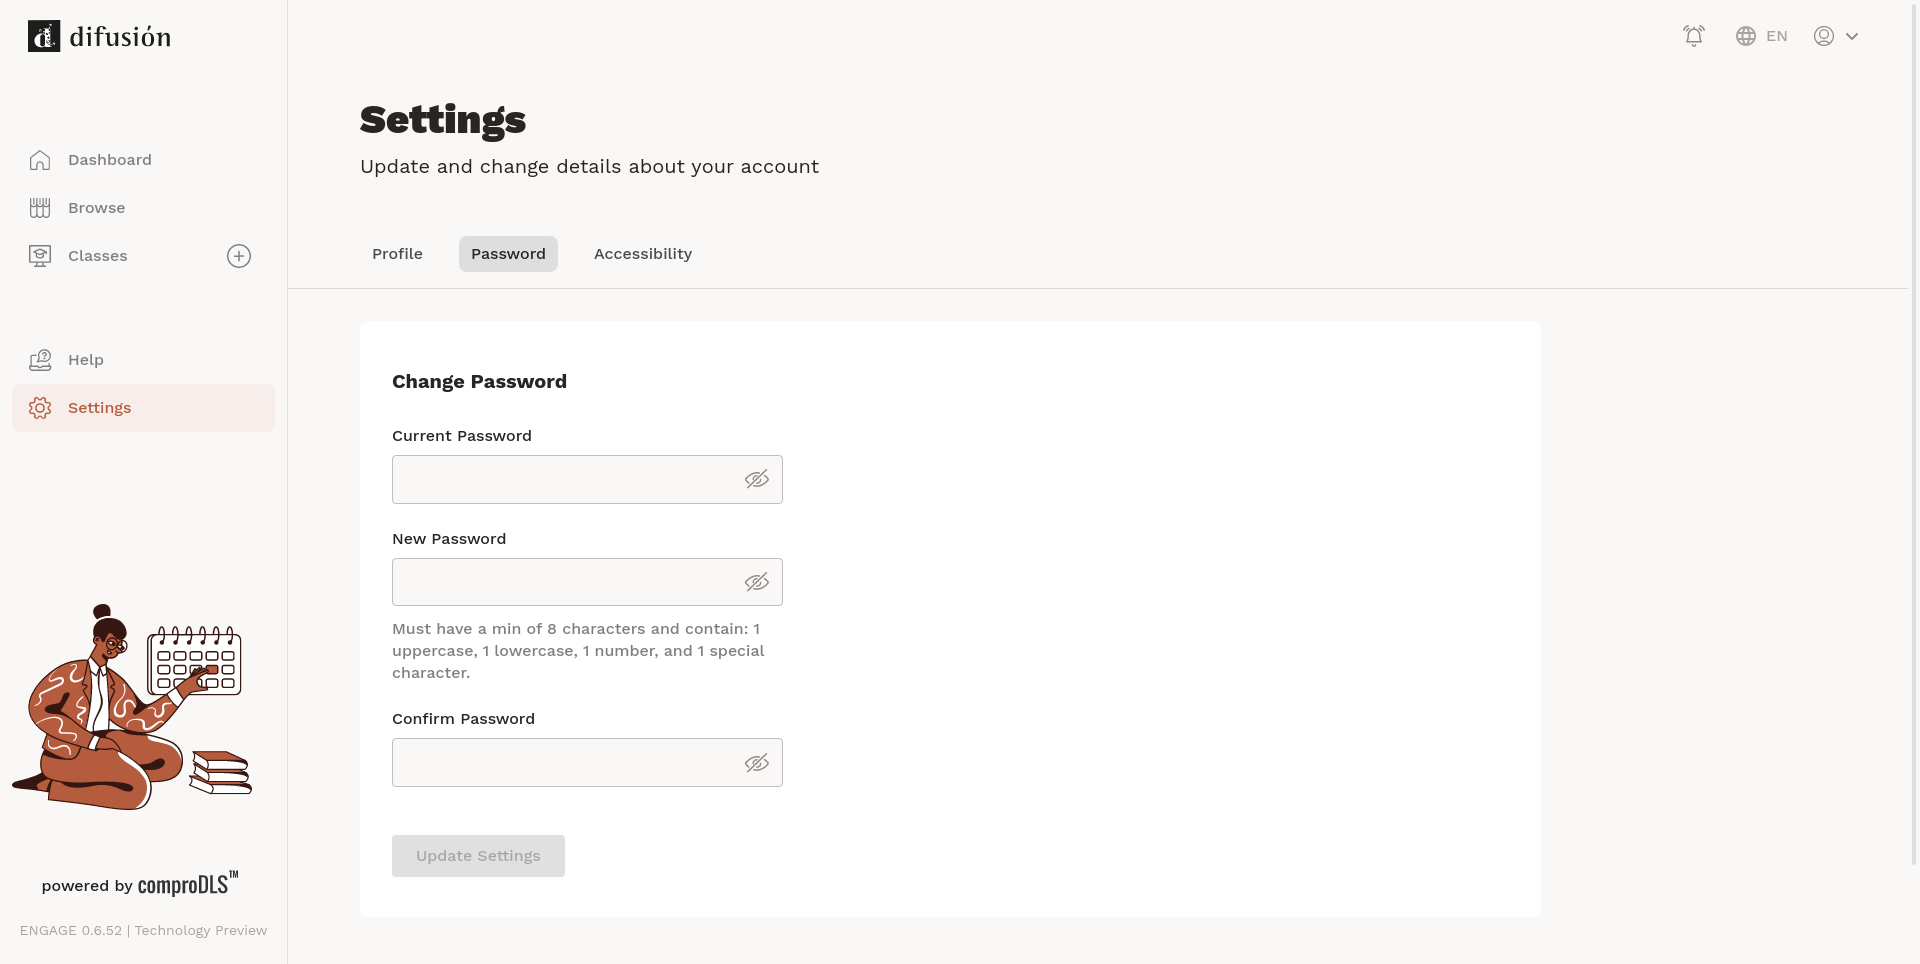 difusión
EN
Dashboard
Browse
Classes
Help
Settings
powered by comproDLS™
ENGAGE 0.6.52 | Technology Preview
Settings
Update and change details about your account
Profile
Password
Accessibility
Change Password
Current Password
New Password
Must have a min of 8 characters and contain: 1
uppercase, 1 lowercase, 1 number, and 1 special
character.
Confirm Password
Update Settings